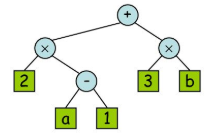 +
× ×
2 - 3 b
a 1